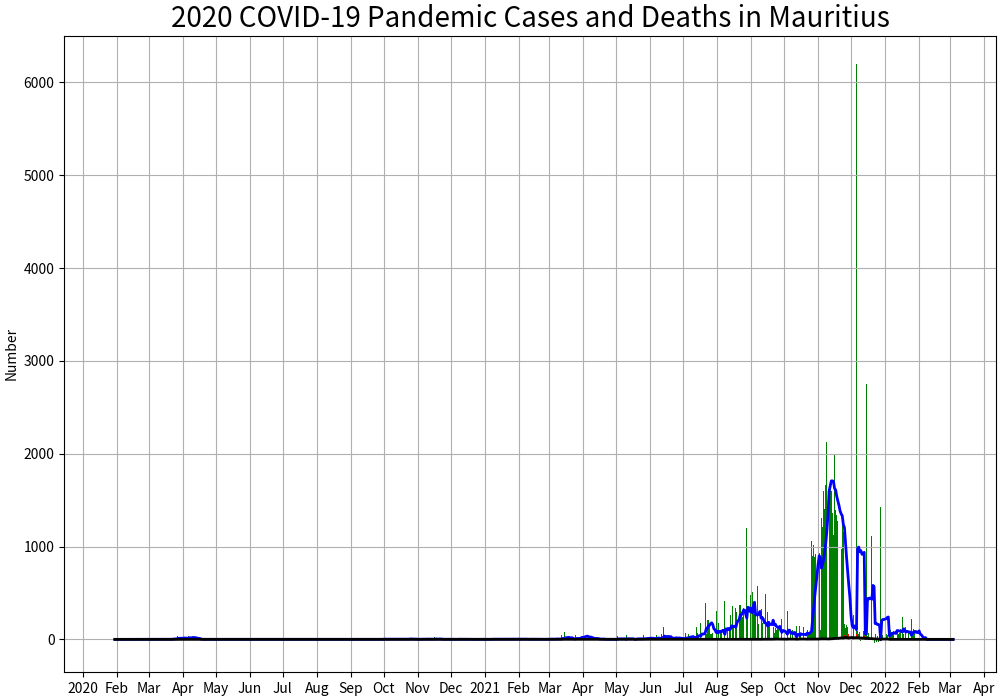 2020 COVID-19 Pandemic Cases and Deaths in Mauritius
6000
5000
4000
3000
2000
1000
0
Number
2020 Feb Mar Apr May Jun Jul Aug Sep Oct Nov Dec 2021 Feb Mar Apr May Jun Jul Aug Sep Oct Nov Dec 2022 Feb Mar Apr